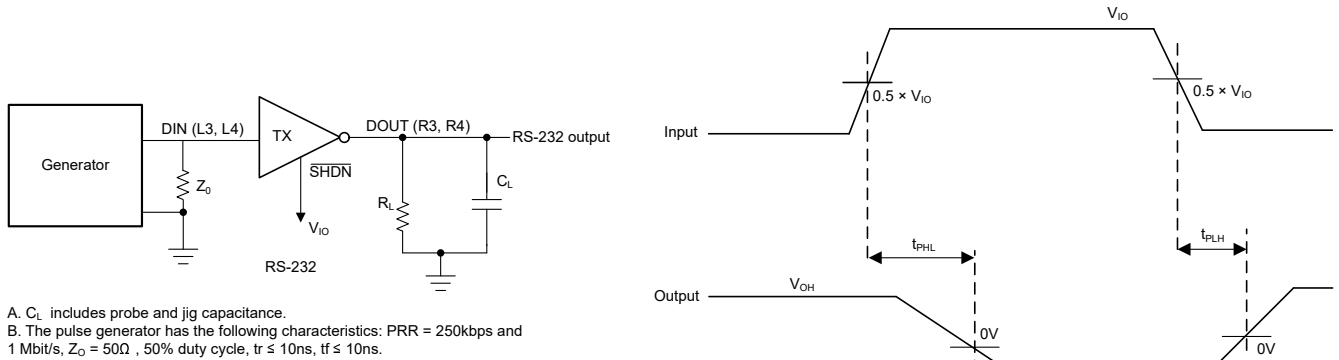 Generator
DIN (L3, L4)
Z0
TX
SHDN
VIO
DOUT (R3, R4)
RL
CL
RS-232 output
RS-232
A. CL includes probe and jig capacitance.
B. The pulse generator has the following characteristics: PRR = 250kbps and
1 Mbit/s, ZO = 50Ω , 50% duty cycle, tr ≤ 10ns, tf ≤ 10ns.
VIO
0.5 × VIO
0.5 × VIO
Input
tPHL
tPLH
Output
VOH
0V
0V